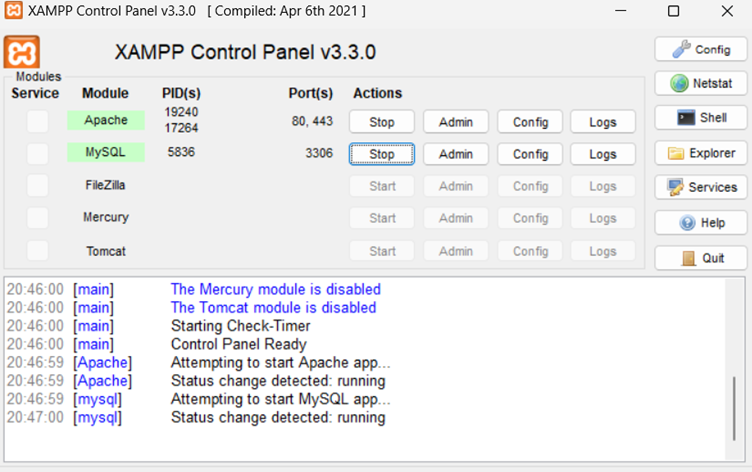 XAMPP Control Panel v3.3.0 [ Compiled: Apr 6th 2021 ]
XAMPP Control Panel v3.3.0
Config
Modules
Service Module PID(s) Port(s) Actions
Netstat
Apache 19240 17264 80, 443 Stop Admin Config Logs
Shell
MySQL 5836 3306 Stop Admin Config Logs
Explorer
FileZilla Start Admin Config Logs
Services
Mercury Start Admin Config Logs
Help
Tomcat Start Admin Config Logs
Quit
20:46:00 [main] The Mercury module is disabled
20:46:00 [main] The Tomcat module is disabled
20:46:00 [main] Starting Check-Timer
20:46:00 [main] Control Panel Ready
20:46:59 [Apache] Attempting to start Apache app...
20:46:59 [Apache] Status change detected: running
20:46:59 [mysql] Attempting to start MySQL app...
20:47:00 [mysql] Status change detected: running